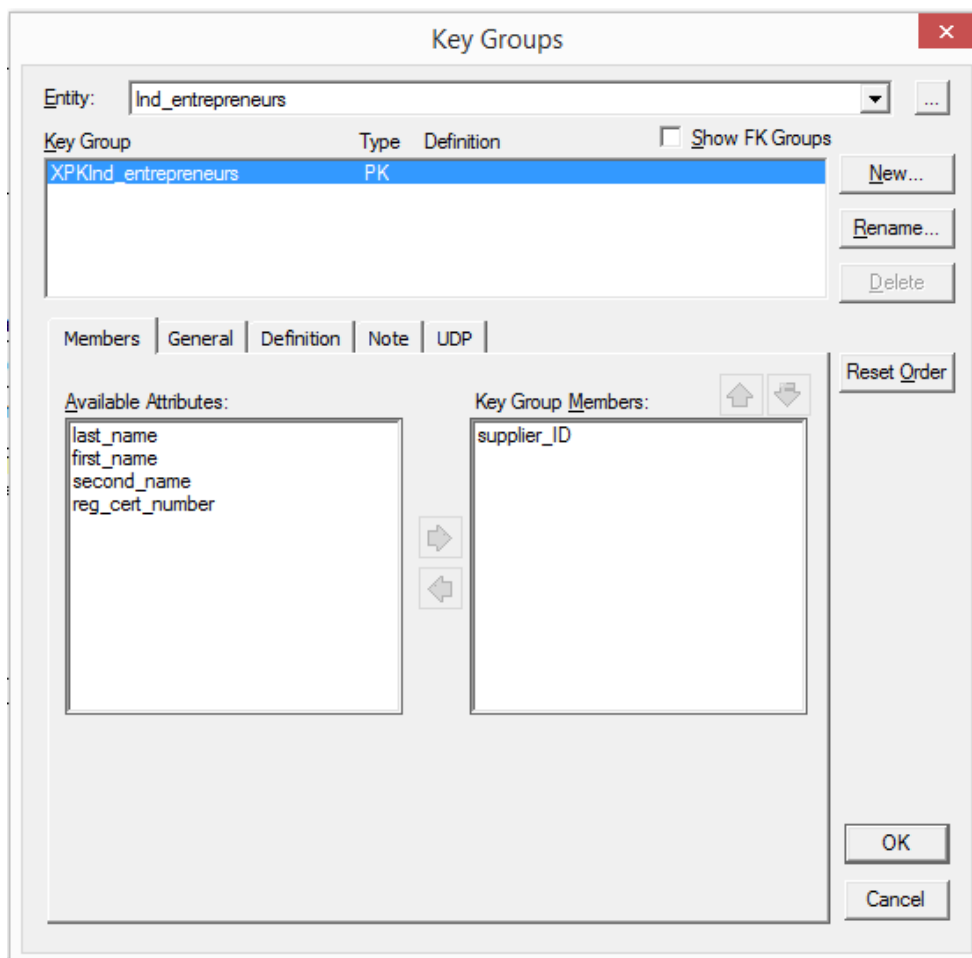 Key Groups
Entity: Ind_entrepreneurs ...
Key Group Type Definition Show FK Groups
XPKInd_entrepreneurs PK
New...
Rename...
Delete
Members General Definition Note UDP
Reset Order
Available Attributes: Key Group Members:
last_name supplier_ID
first_name
second_name
reg_cert_number
OK
Cancel